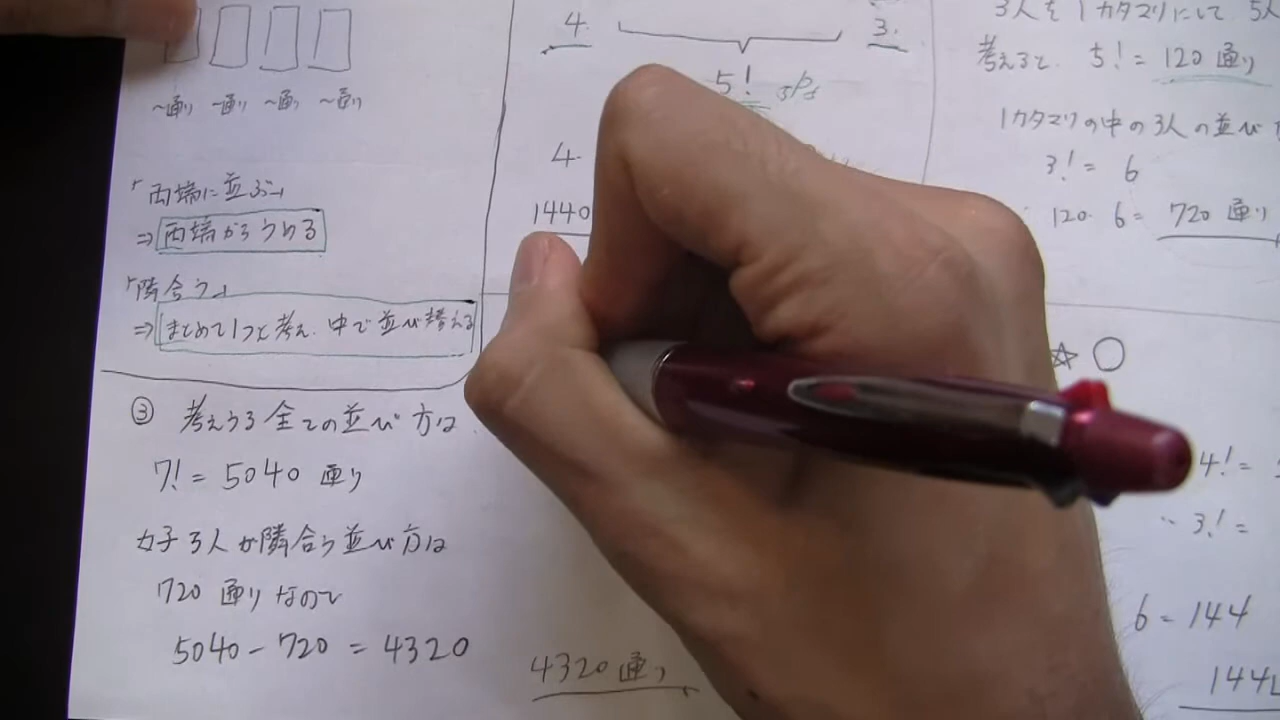 ~通り ~通り ~通り ~通り
「両端に並ぶ」
⇒ 両端からうめる
「隣合う」
⇒ まとめて1つと考え、中で並び替える
③ 考えうる全ての並び方は
7! = 5040 通り
女子3人が隣合う並び方は
720 通りなので
5040 - 720 = 4320
4320 通り
4. 3.
5! 5P5
4.
1440
3人を1カタマリにして、5人
考えると、5! = 120 通り
1カタマリの中の3人の並び
3! = 6
120・6 = 720 通り
☆ ○
4! =
3! =
6 = 144
144